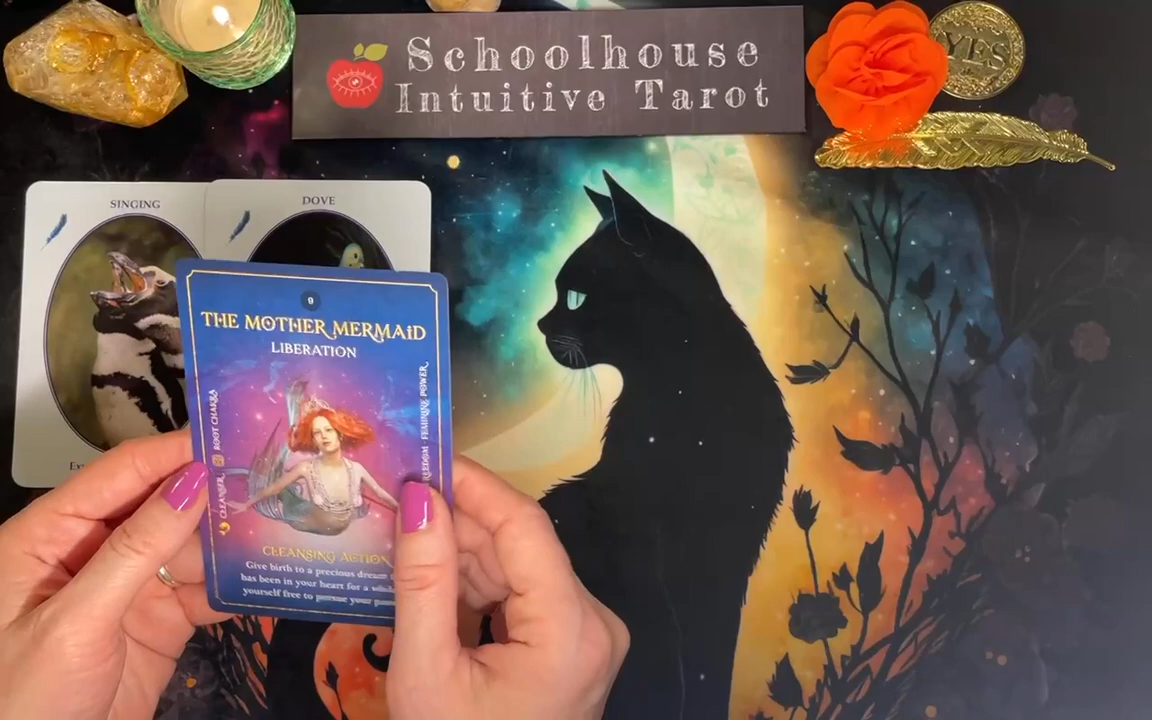 Schoolhouse
Intuitive Tarot
YES
SINGING
DOVE
9
THE MOTHER MERMAID
LIBERATION
CLEANSER ROOT CHAKRA
FEMININE POWER
CLEANSING ACTION
Give birth to a precious dream
has been in your heart for a
yourself free to pursue your